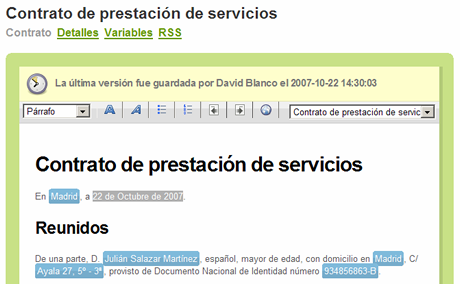 Contrato de prestación de servicios
Contrato Detalles Variables RSS
La última versión fue guardada por David Blanco el 2007-10-22 14:30:03
Párrafo A A Contrato de prestación de servic
Contrato de prestación de servicios
En Madrid, a 22 de Octubre de 2007.
Reunidos
De una parte, D. Julián Salazar Martínez, español, mayor de edad, con domicilio en Madrid, C/
Ayala 27, 5º - 3ª, provisto de Documento Nacional de Identidad número 934856863-B.